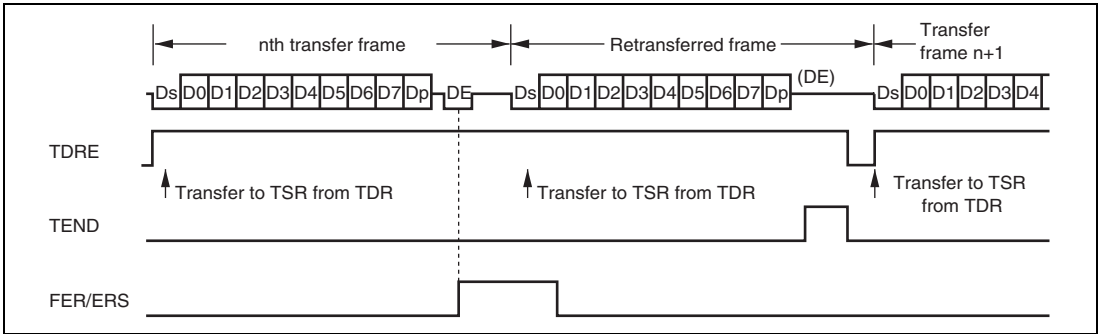 nth transfer frame
Retransferred frame
Transfer
frame n+1
Ds D0 D1 D2 D3 D4 D5 D6 D7 Dp DE
Ds D0 D1 D2 D3 D4 D5 D6 D7 Dp (DE)
Ds D0 D1 D2 D3 D4
TDRE
Transfer to TSR from TDR
Transfer to TSR from TDR
Transfer to TSR
from TDR
TEND
FER/ERS